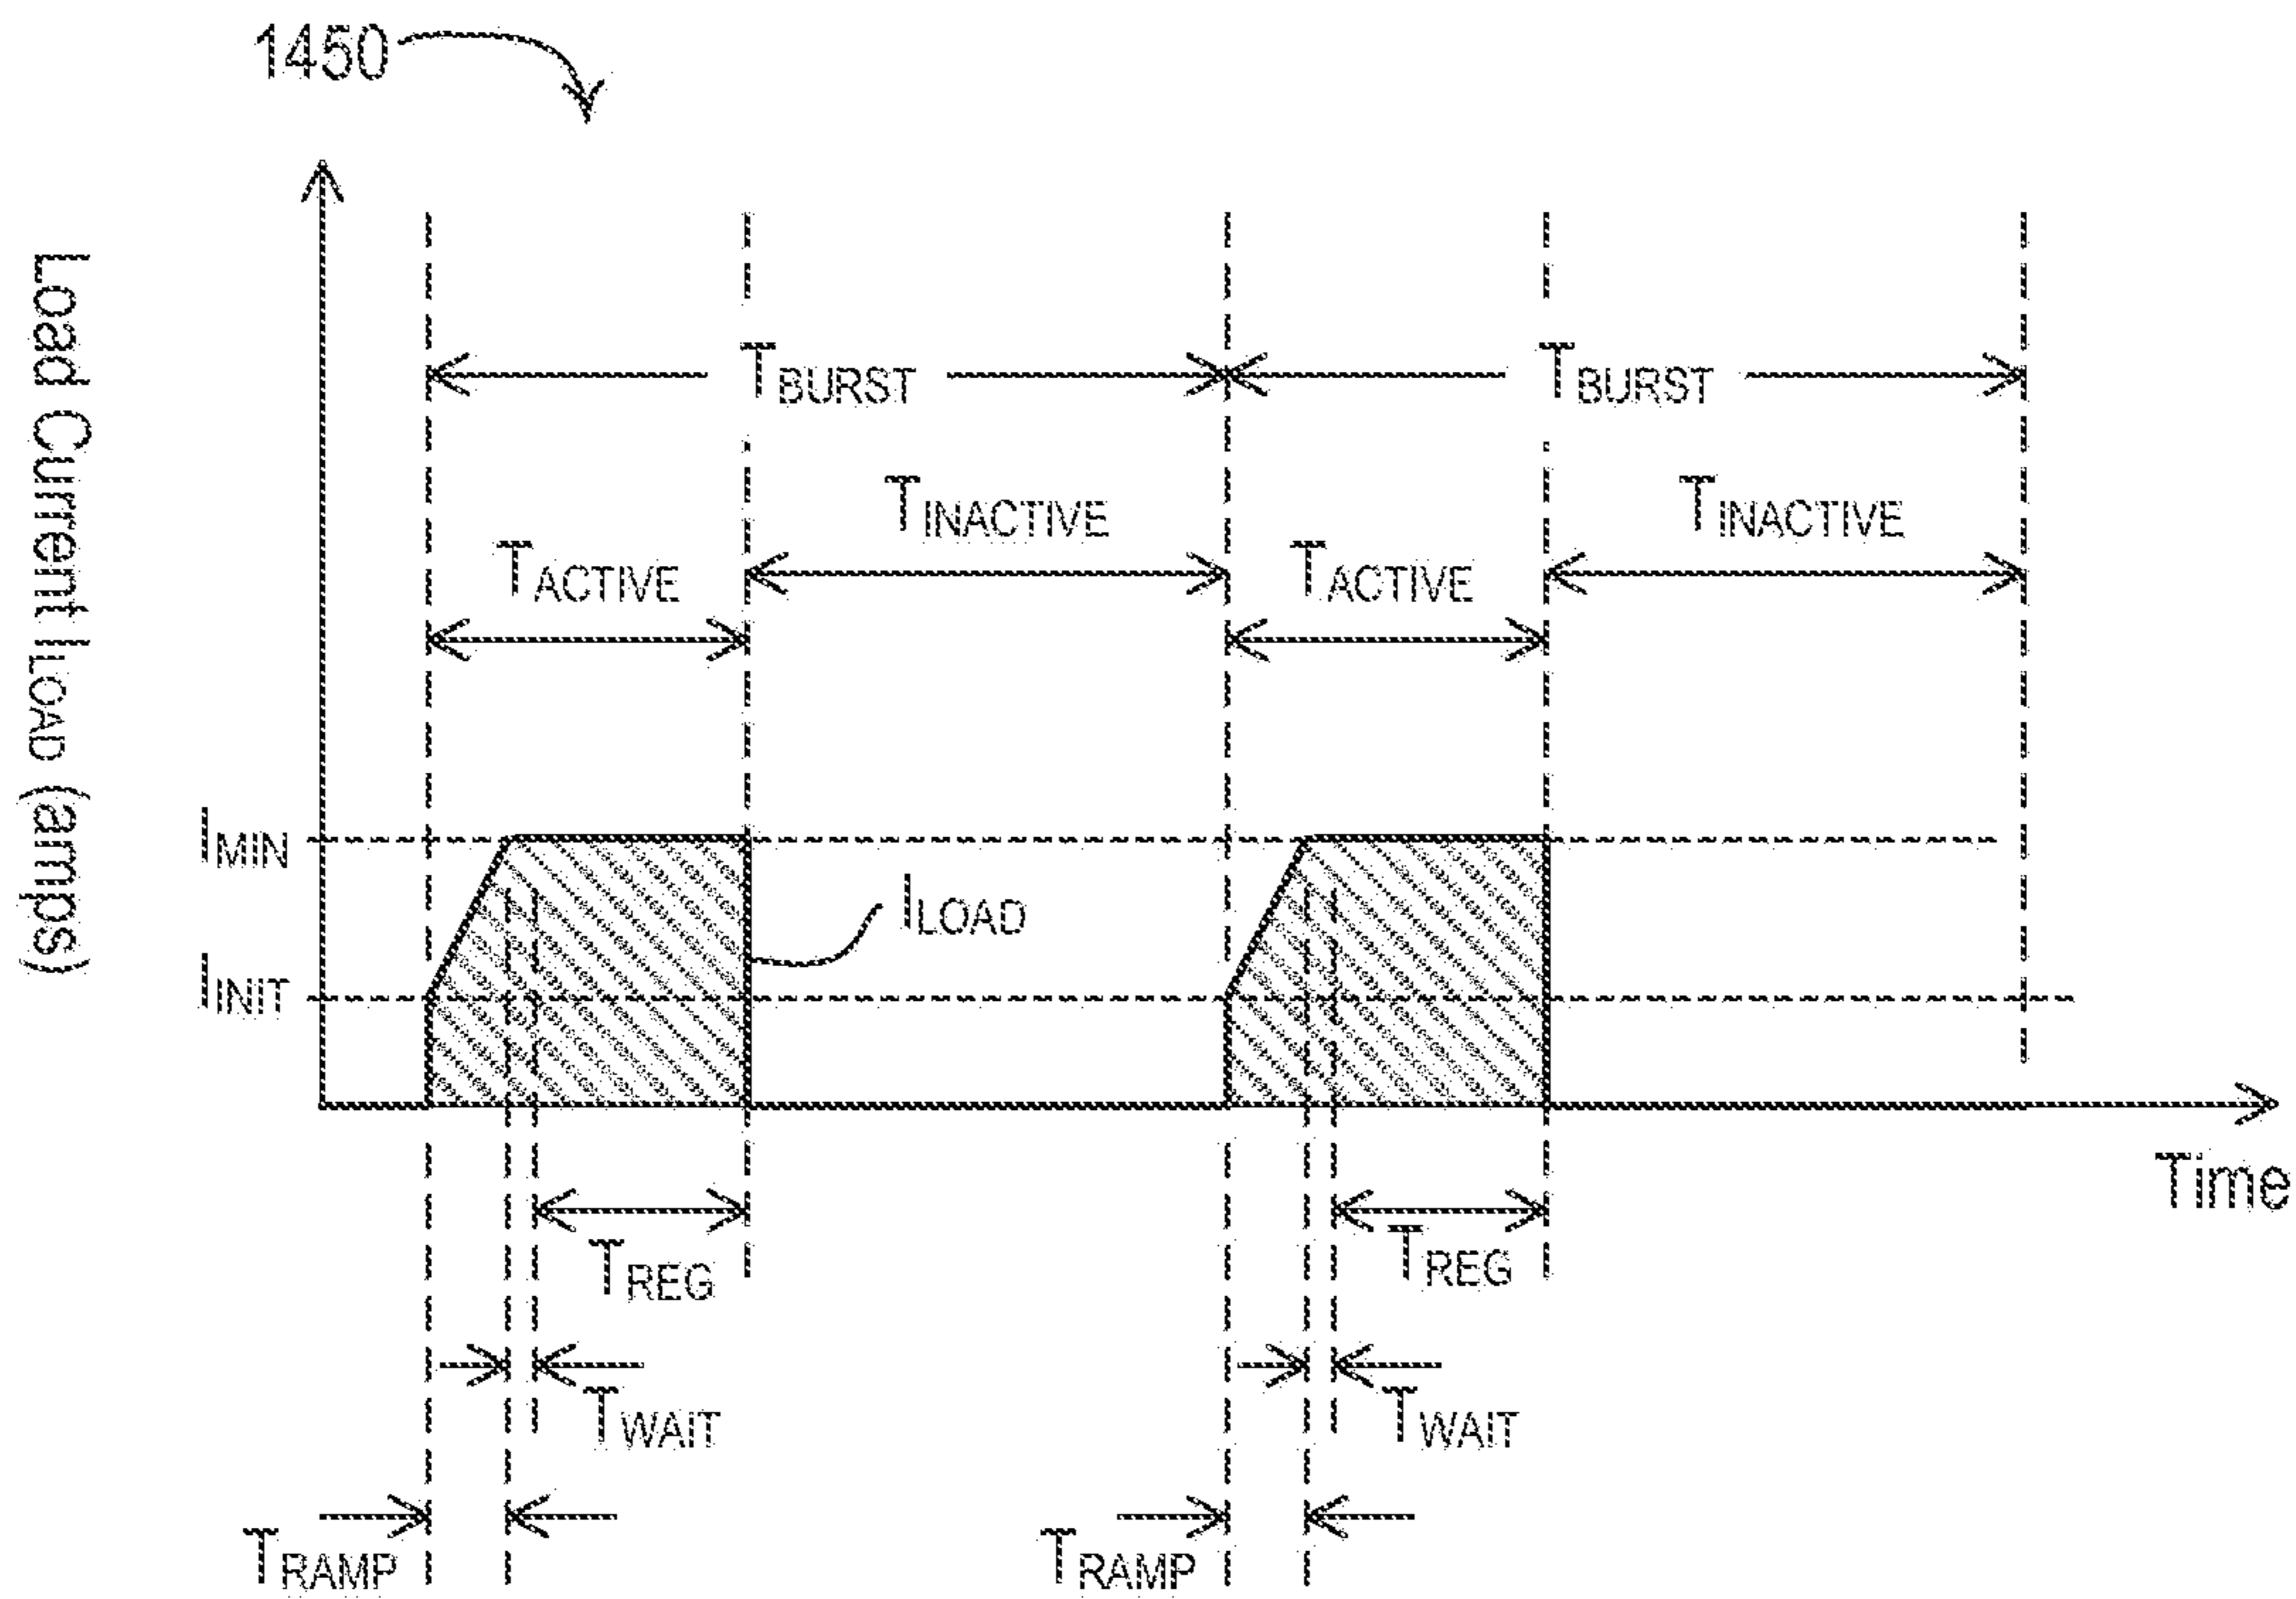 1450
Load Current ILOAD (amps)
TBURST
TBURST
TINACTIVE
TINACTIVE
TACTIVE
TACTIVE
IMIN
ILOAD
IINIT
Time
TREG
TREG
TWAIT
TWAIT
TRAMP
TRAMP